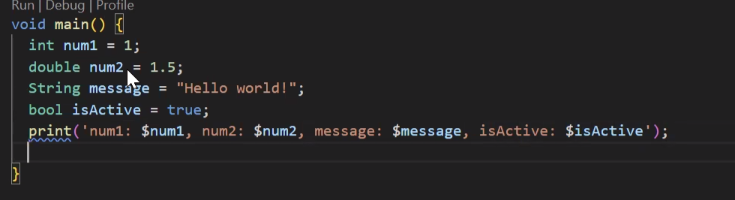 Run | Debug | Profile
void main() {
  int num1 = 1;
  double num2 = 1.5;
  String message = "Hello world!";
  bool isActive = true;
  print('num1: $num1, num2: $num2, message: $message, isActive: $isActive');
}